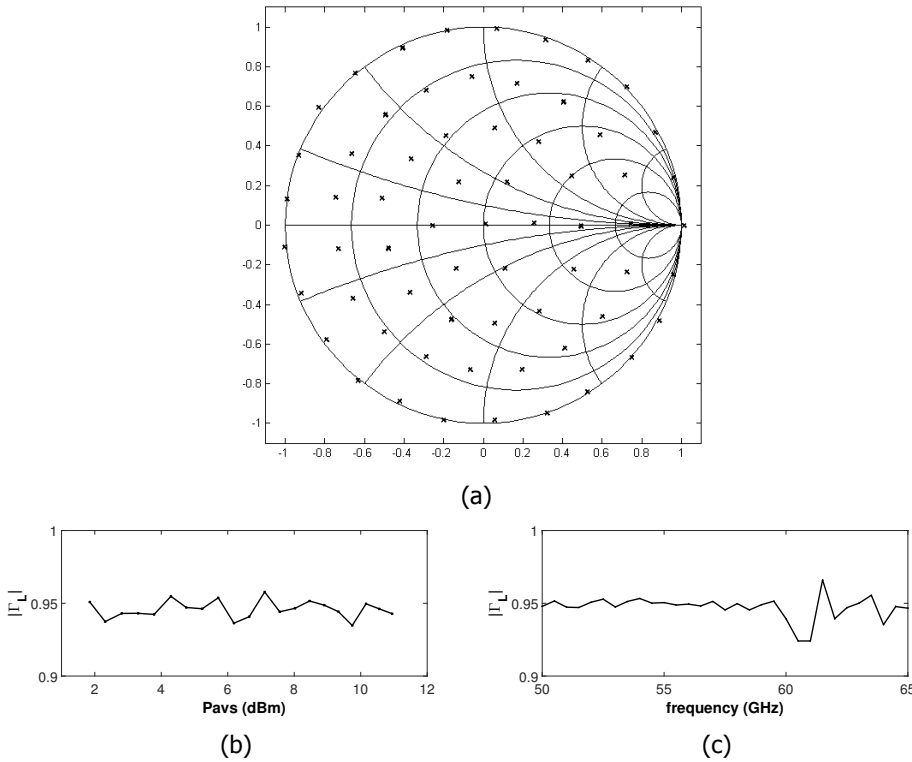 1
0.8
0.6
0.4
0.2
0
-0.2
-0.4
-0.6
-0.8
-1
-1 -0.8 -0.6 -0.4 -0.2 0 0.2 0.4 0.6 0.8 1
(a)
1
0.95
0.9
|Γ_L|
2 4 6 8 10 12
Pavs (dBm)
(b)
1
0.95
0.9
|Γ_L|
50 55 60 65
frequency (GHz)
(c)